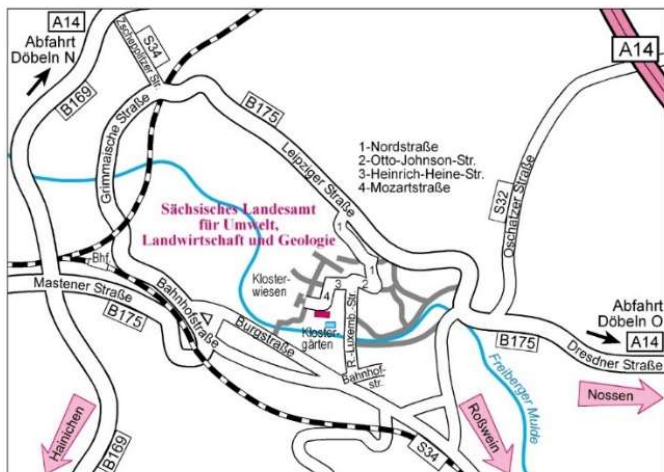 A14
Abfahrt
Döbeln N
B169
Zschepplitzer Str.
S34
B175
A14
Grimmaische Straße
Leipziger Straße
1-Nordstraße
2-Otto-Johnson-Str.
3-Heinrich-Heine-Str.
4-Mozartstraße
S32
Oschatzer Straße
Sächsisches Landesamt
für Umwelt,
Landwirtschaft und Geologie
1
1
Bhf.
Mastener Straße
B175
Bahnhofstraße
Kloster-
wiesen
3
2
4
Burgstraße
Kloster-
gärten
R.-Luxemb.-Str.
Bahnhof-
str.
Abfahrt
Döbeln O
A14
B175
Dresdner Straße
Freiberger Mulde
Nossen
Hainichen
B169
S34
Roßwein